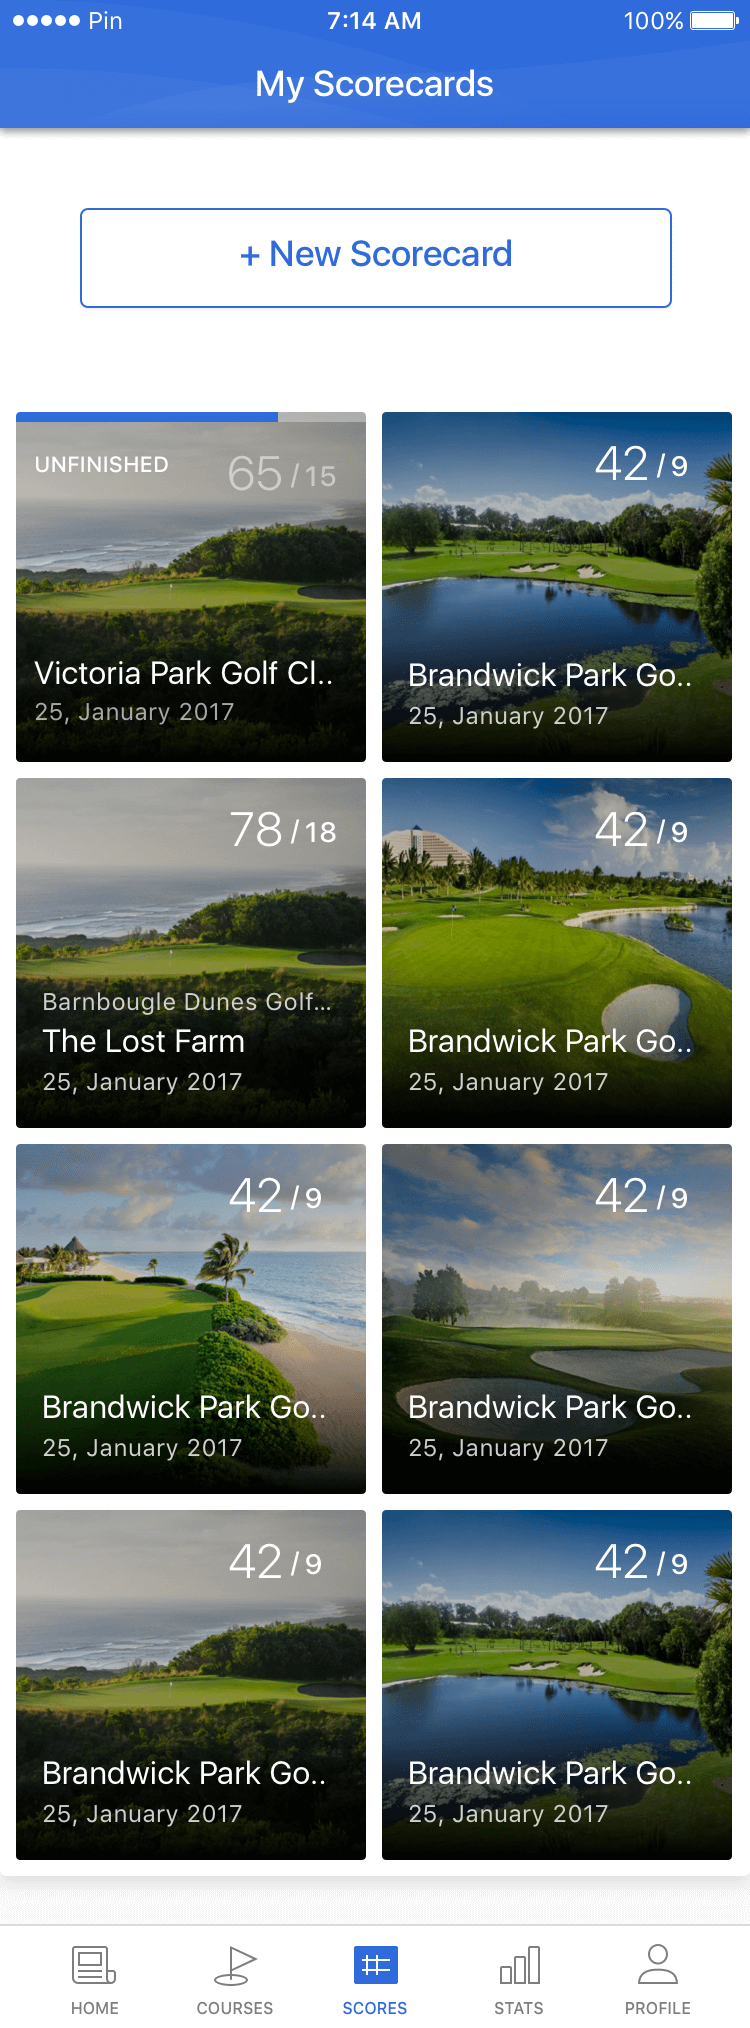 Pin 7:14 AM 100%
My Scorecards
+ New Scorecard
UNFINISHED 65/15
Victoria Park Golf Cl..
25, January 2017
42/9
Brandwick Park Go..
25, January 2017
78/18
Barnbougle Dunes Golf...
The Lost Farm
25, January 2017
42/9
Brandwick Park Go..
25, January 2017
42/9
Brandwick Park Go..
25, January 2017
42/9
Brandwick Park Go..
25, January 2017
42/9
Brandwick Park Go..
25, January 2017
42/9
Brandwick Park Go..
25, January 2017
HOME COURSES SCORES STATS PROFILE